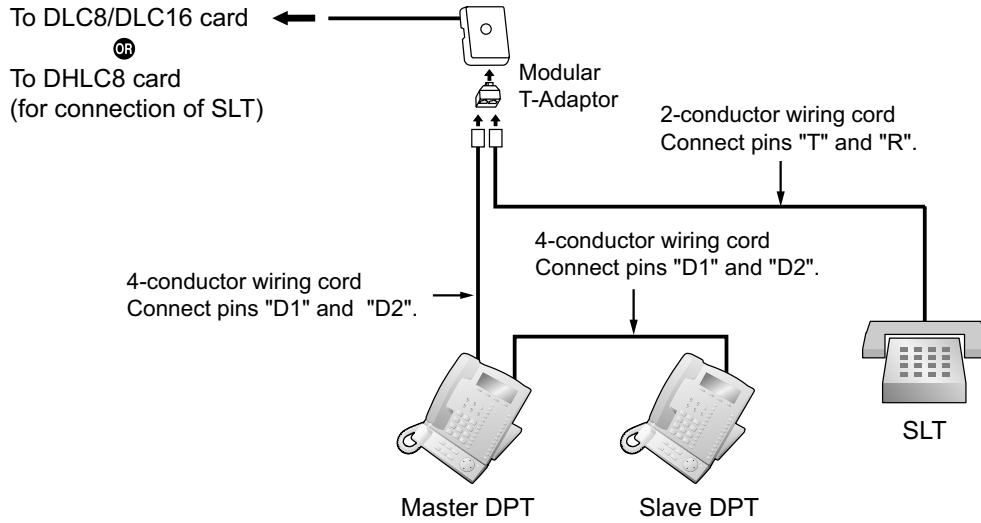 To DLC8/DLC16 card
OR
To DHLC8 card
(for connection of SLT)
Modular
T-Adaptor
2-conductor wiring cord
Connect pins "T" and "R".
4-conductor wiring cord
Connect pins "D1" and "D2".
4-conductor wiring cord
Connect pins "D1" and  "D2".
SLT
Master DPT
Slave DPT